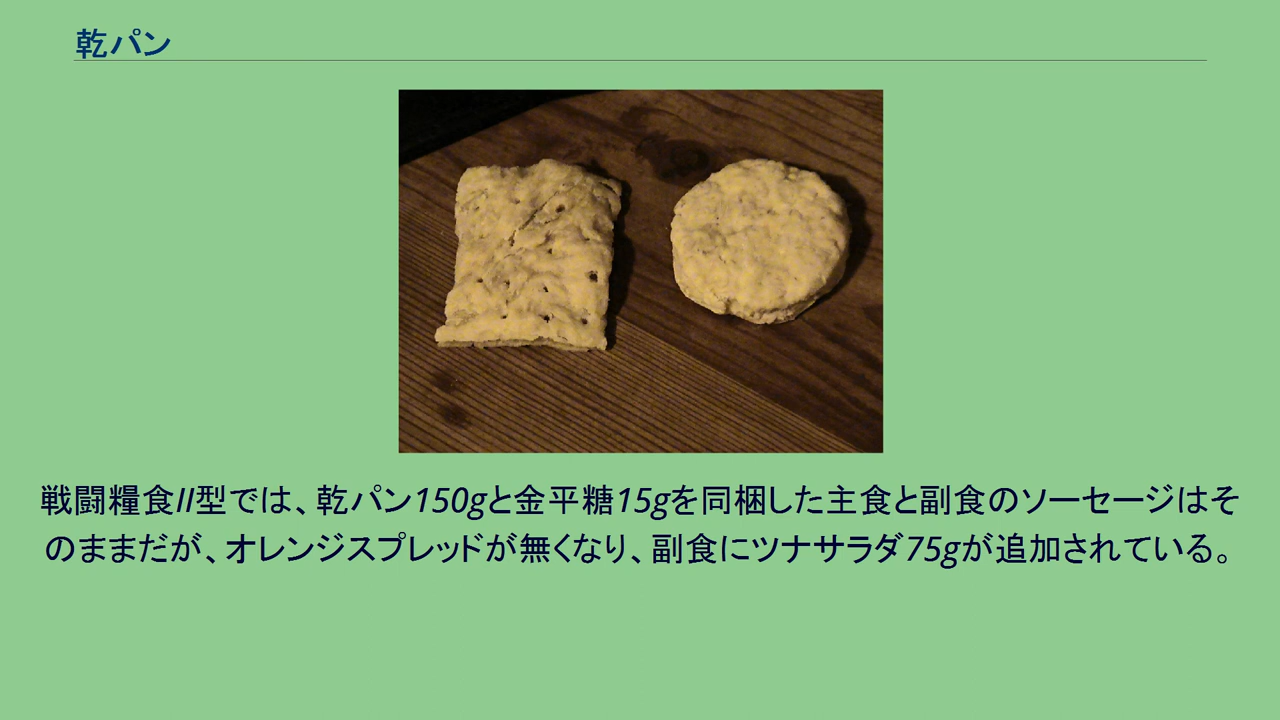 乾パン
戦闘糧食II型では、乾パン150gと金平糖15gを同梱した主食と副食のソーセージはそ
のままだが、オレンジスプレッドが無くなり、副食にツナサラダ75gが追加されている。